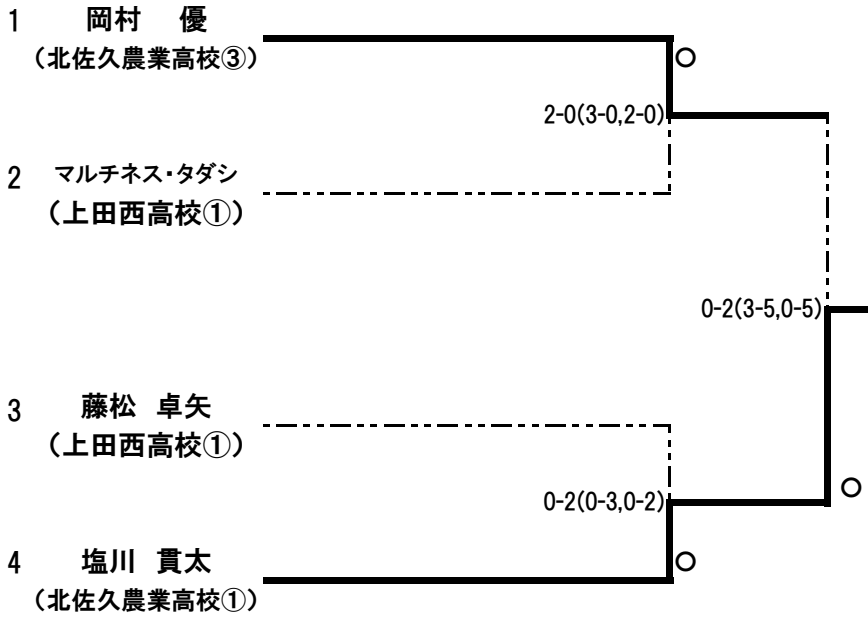 1 岡村 優
（北佐久農業高校③）
○
2-0(3-0,2-0)
2 マルチネス・タダシ
（上田西高校①）
0-2(3-5,0-5)
3 藤松 卓矢
（上田西高校①）
○
0-2(0-3,0-2)
4 塩川 貫太
○
（北佐久農業高校①）